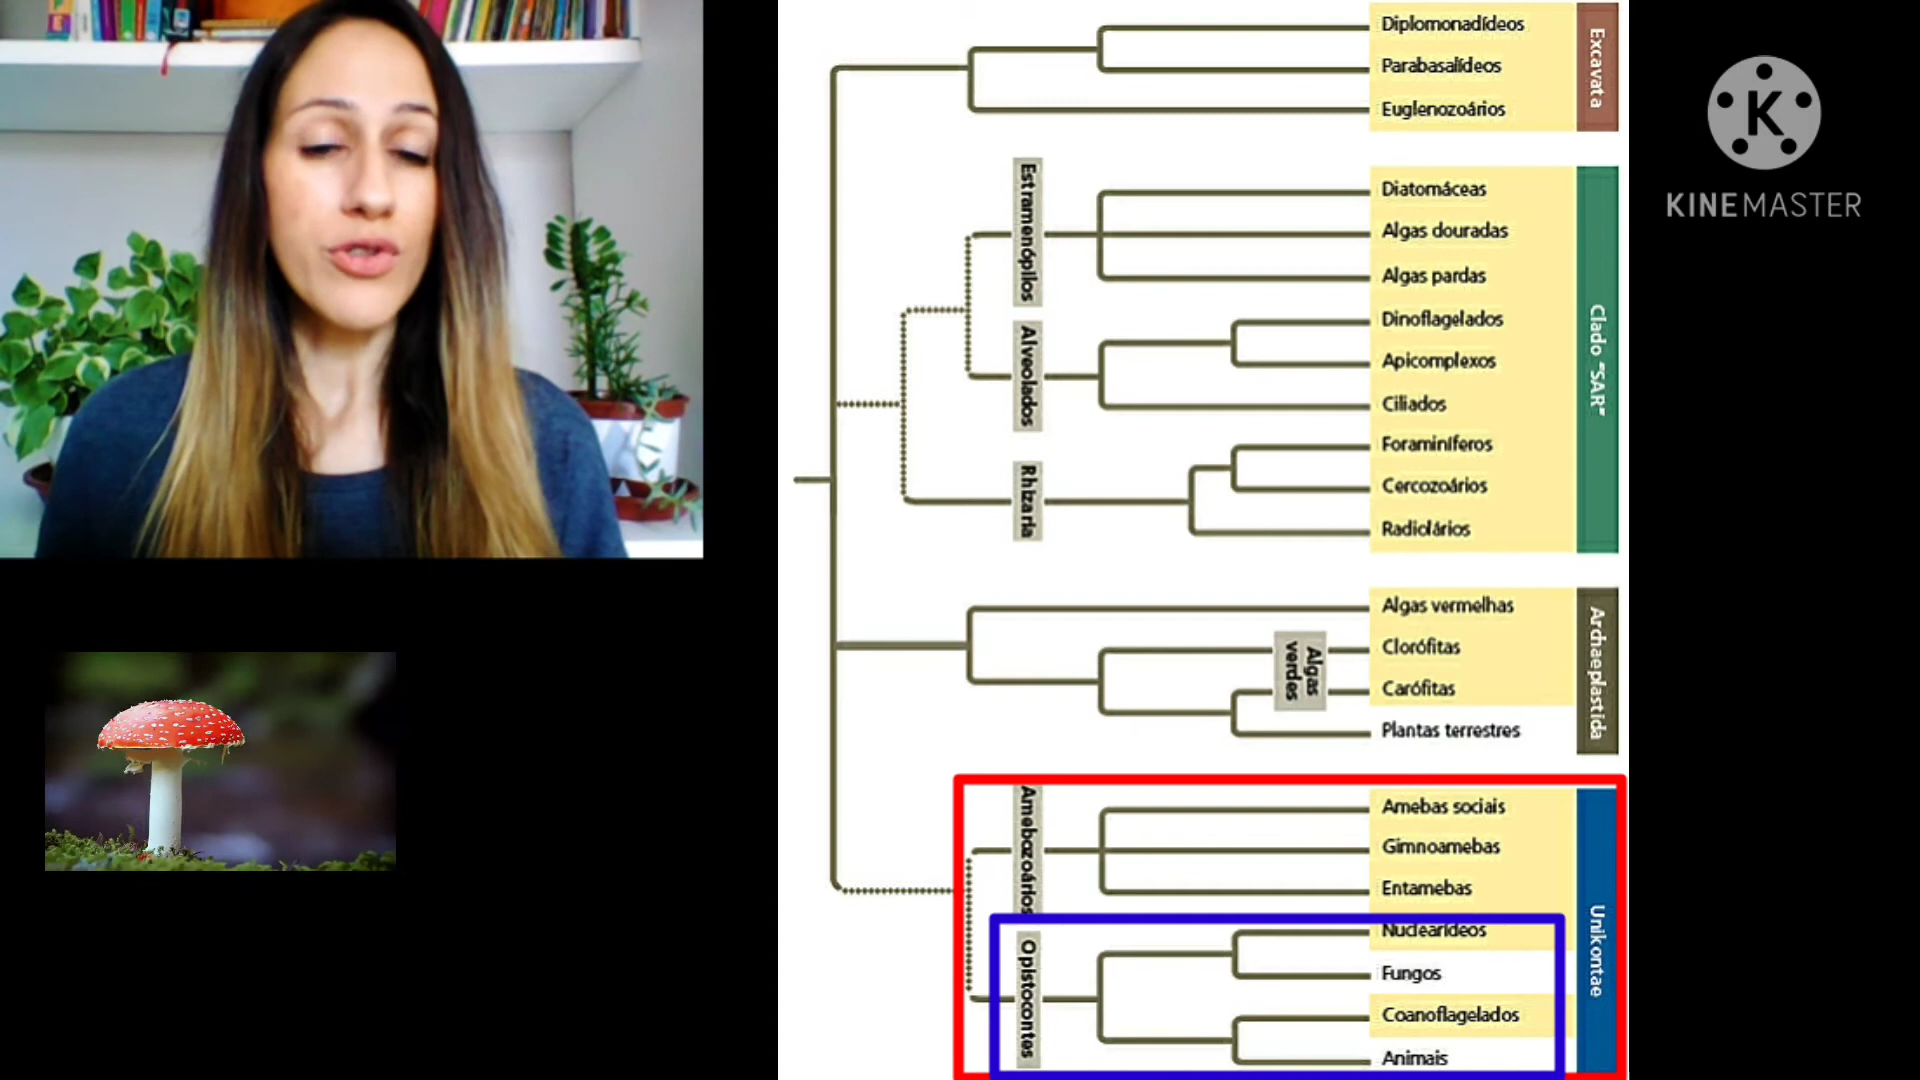 Diplomonadídeos
Parabasalídeos
Euglenozoários
Excavata
Estramenópilos
Diatomáceas
Algas douradas
Algas pardas
Alveolados
Dinoflagelados
Apicomplexos
Ciliados
Rhizaria
Foraminíferos
Cercozoários
Radiolários
Clado "SAR"
Algas vermelhas
Algas
verdes
Clorófitas
Carófitas
Plantas terrestres
Archaeplastida
Amebozoários
Amebas sociais
Gimnoamebas
Entamebas
Opistocontes
Nuclearídeos
Fungos
Coanoflagelados
Animais
Unikontae
K
KINEMASTER